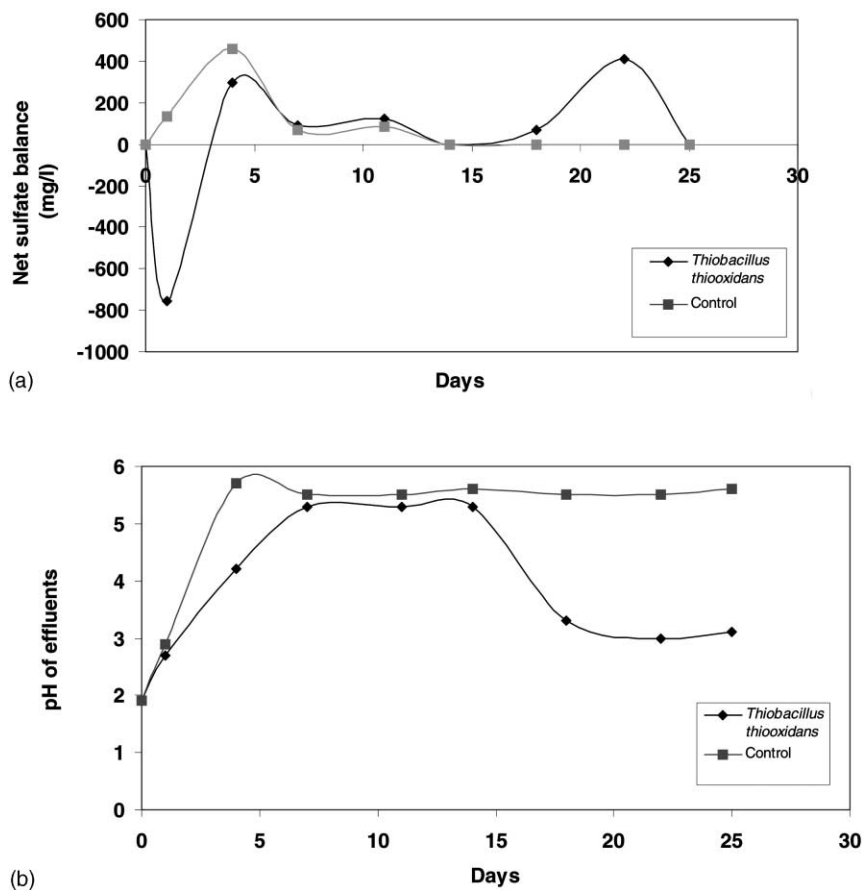 600
400
200
0
-200
-400
-600
-800
-1000
0 5 10 15 20 25 30
Net sulfate balance
(mg/l)
Thiobacillus
thiooxidans
Control
Days
(a)
6
5
4
3
2
1
0
0 5 10 15 20 25 30
pH of effluents
Thiobacillus
thiooxidans
Control
Days
(b)